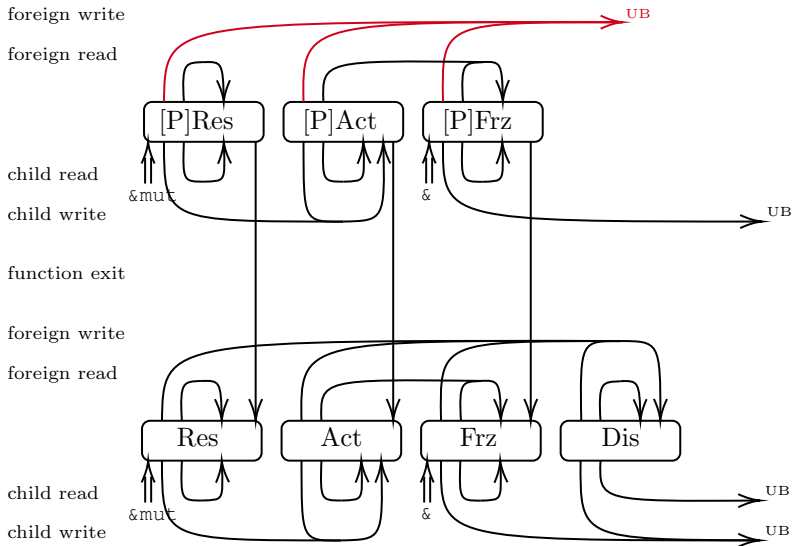 foreign write UB
foreign read
[P]Res [P]Act [P]Frz
child read
&mut &
child write UB
function exit
foreign write
foreign read
Res Act Frz Dis
child read UB
&mut &
child write UB